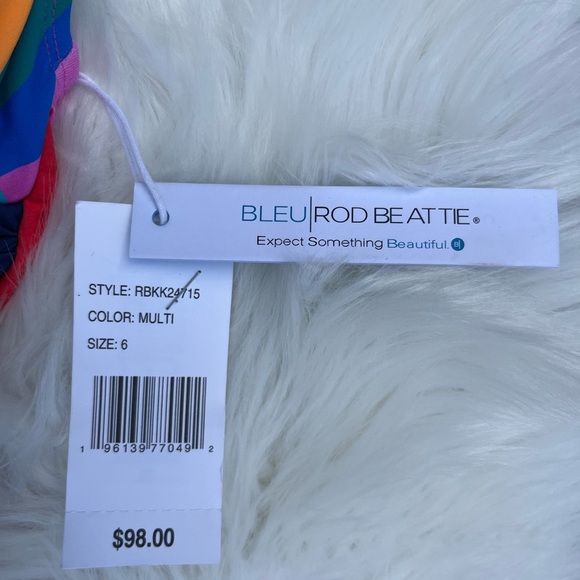 BLEU|ROD BEATTIE®
Expect Something Beautiful. B|
STYLE: RBKK24715
COLOR: MULTI
SIZE: 6
1 96139 77049 2
$98.00